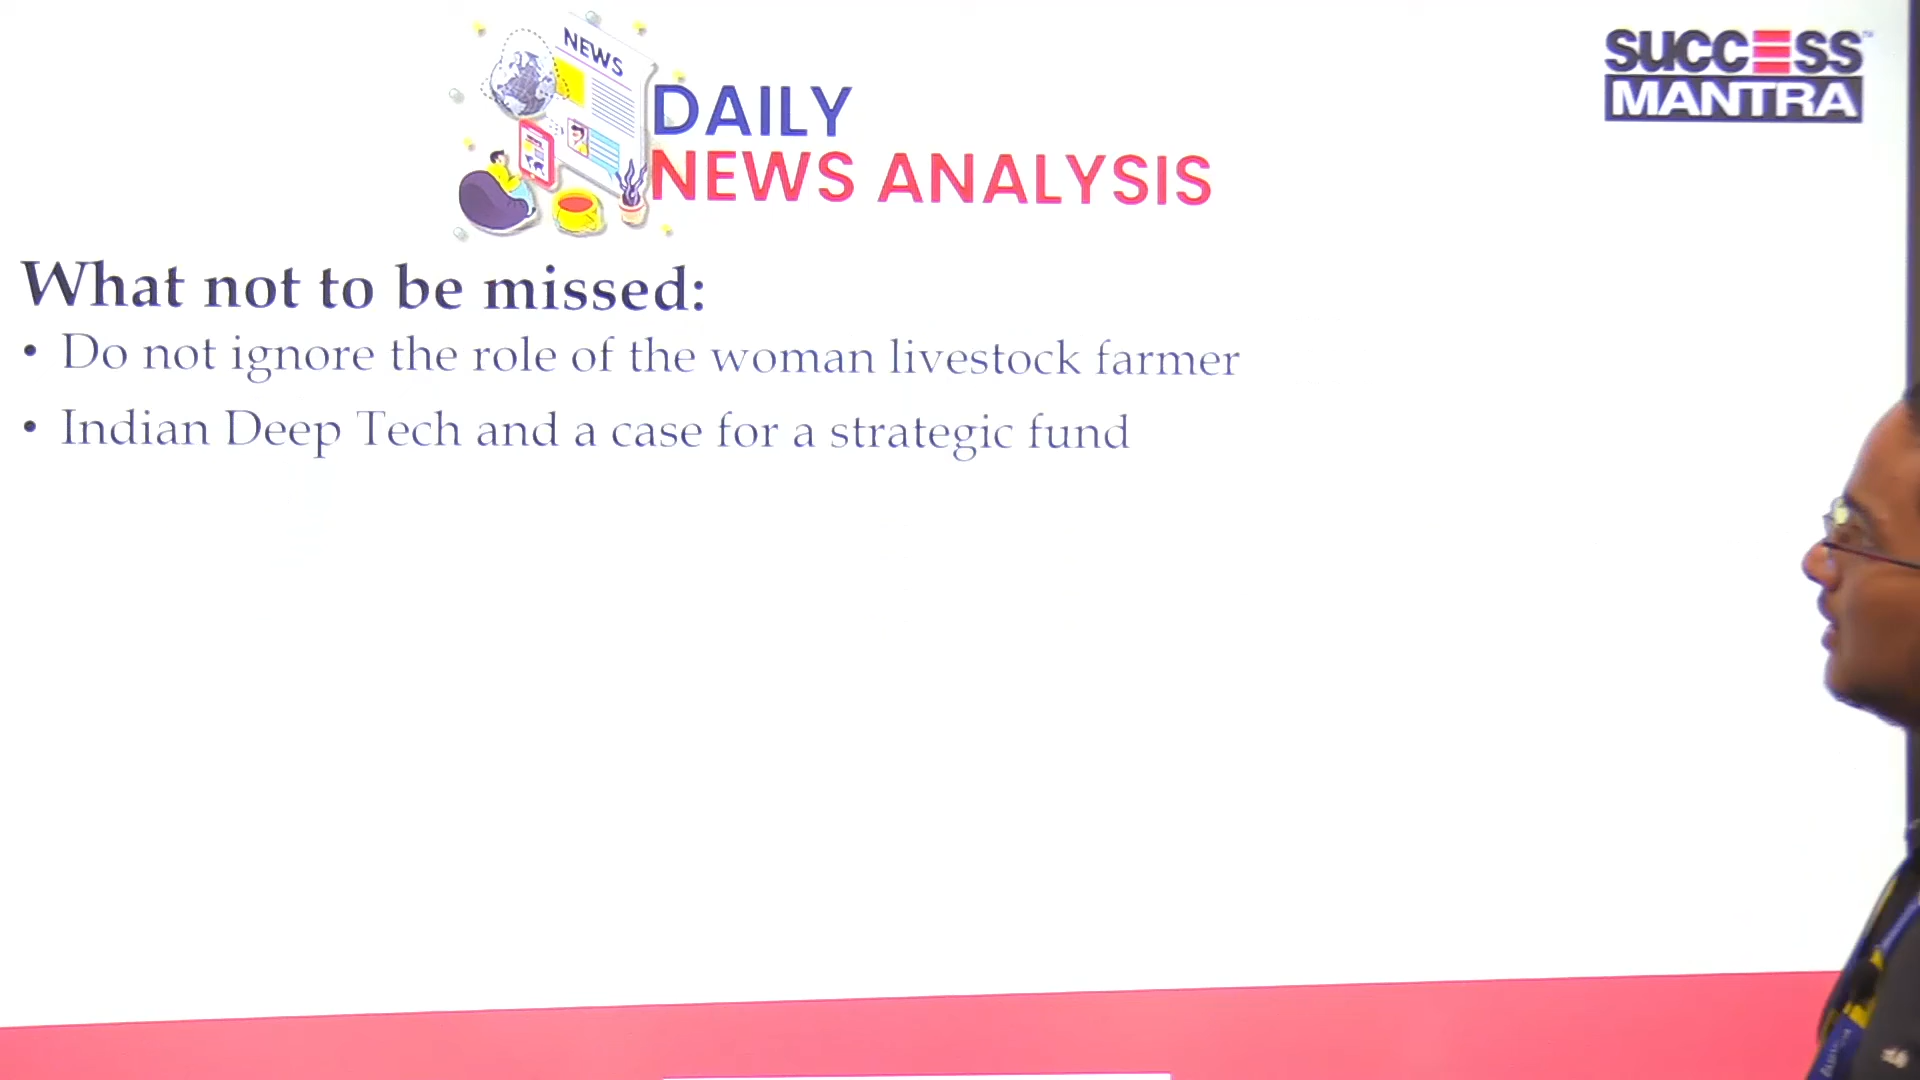 NEWS
DAILY
NEWS ANALYSIS
SUCCESS
MANTRA
What not to be missed:
• Do not ignore the role of the woman livestock farmer
• Indian Deep Tech and a case for a strategic fund